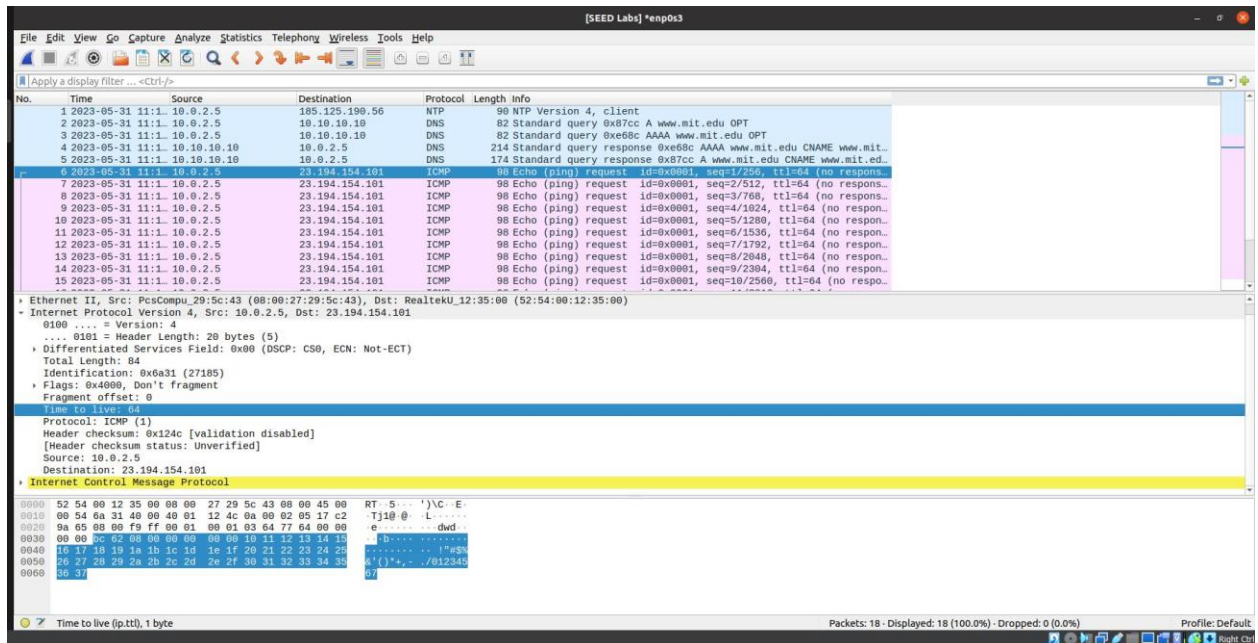 [SEED Labs] *enp0s3
File Edit View Go Capture Analyze Statistics Telephony Wireless Tools Help
Apply a display filter ... <Ctrl-/>
No. Time Source Destination Protocol Length Info
1 2023-05-31 11:1… 10.0.2.5 185.125.190.56 NTP 90 NTP Version 4, client
2 2023-05-31 11:1… 10.0.2.5 10.10.10.10 DNS 82 Standard query 0x87cc A www.mit.edu OPT
3 2023-05-31 11:1… 10.0.2.5 10.10.10.10 DNS 82 Standard query 0xe68c AAAA www.mit.edu OPT
4 2023-05-31 11:1… 10.10.10.10 10.0.2.5 DNS 214 Standard query response 0xe68c AAAA www.mit.edu CNAME www.mit…
5 2023-05-31 11:1… 10.10.10.10 10.0.2.5 DNS 174 Standard query response 0x87cc A www.mit.edu CNAME www.mit.ed…
6 2023-05-31 11:1… 10.0.2.5 23.194.154.101 ICMP 98 Echo (ping) request id=0x0001, seq=1/256, ttl=64 (no respons…
7 2023-05-31 11:1… 10.0.2.5 23.194.154.101 ICMP 98 Echo (ping) request id=0x0001, seq=2/512, ttl=64 (no respons…
8 2023-05-31 11:1… 10.0.2.5 23.194.154.101 ICMP 98 Echo (ping) request id=0x0001, seq=3/768, ttl=64 (no respons…
9 2023-05-31 11:1… 10.0.2.5 23.194.154.101 ICMP 98 Echo (ping) request id=0x0001, seq=4/1024, ttl=64 (no respon…
10 2023-05-31 11:1… 10.0.2.5 23.194.154.101 ICMP 98 Echo (ping) request id=0x0001, seq=5/1280, ttl=64 (no respon…
11 2023-05-31 11:1… 10.0.2.5 23.194.154.101 ICMP 98 Echo (ping) request id=0x0001, seq=6/1536, ttl=64 (no respon…
12 2023-05-31 11:1… 10.0.2.5 23.194.154.101 ICMP 98 Echo (ping) request id=0x0001, seq=7/1792, ttl=64 (no respon…
13 2023-05-31 11:1… 10.0.2.5 23.194.154.101 ICMP 98 Echo (ping) request id=0x0001, seq=8/2048, ttl=64 (no respon…
14 2023-05-31 11:1… 10.0.2.5 23.194.154.101 ICMP 98 Echo (ping) request id=0x0001, seq=9/2304, ttl=64 (no respon…
15 2023-05-31 11:1… 10.0.2.5 23.194.154.101 ICMP 98 Echo (ping) request id=0x0001, seq=10/2560, ttl=64 (no respo…
Ethernet II, Src: PcsCompu_29:5c:43 (08:00:27:29:5c:43), Dst: RealtekU_12:35:00 (52:54:00:12:35:00)
Internet Protocol Version 4, Src: 10.0.2.5, Dst: 23.194.154.101
0100 .... = Version: 4
.... 0101 = Header Length: 20 bytes (5)
Differentiated Services Field: 0x00 (DSCP: CS0, ECN: Not-ECT)
Total Length: 84
Identification: 0x6a31 (27185)
Flags: 0x4000, Don't fragment
Fragment offset: 0
Time to live: 64
Protocol: ICMP (1)
Header checksum: 0x124c [validation disabled]
[Header checksum status: Unverified]
Source: 10.0.2.5
Destination: 23.194.154.101
Internet Control Message Protocol
0000 52 54 00 12 35 00 08 00 27 29 5c 43 08 00 45 00 RT··5··· ')\C··E·
0010 00 54 6a 31 40 00 40 01 12 4c 0a 00 02 05 17 c2 ·Tj1@·@· ·L······
0020 9a 65 08 00 f9 ff 00 01 00 01 03 64 77 64 00 00 ·e······ ···dwd··
0030 00 00 bc 62 08 00 00 00 00 00 10 11 12 13 14 15 ···b···· ········
0040 16 17 18 19 1a 1b 1c 1d 1e 1f 20 21 22 23 24 25 ········ ·· !"#$%
0050 26 27 28 29 2a 2b 2c 2d 2e 2f 30 31 32 33 34 35 &'()*+,- ./012345
0060 36 37 67
Time to live (ip.ttl), 1 byte Packets: 18 · Displayed: 18 (100.0%) · Dropped: 0 (0.0%) Profile: Default
Right Ctrl